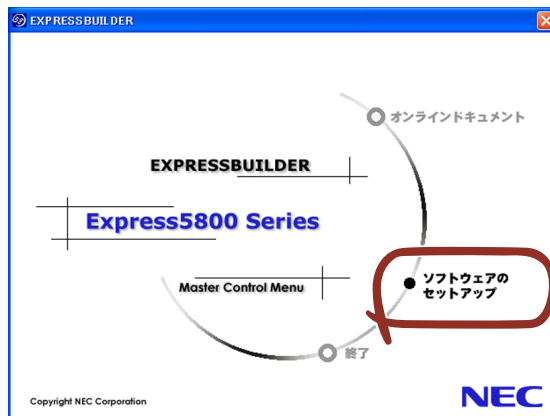 EXPRESSBUILDER
オンラインドキュメント
EXPRESSBUILDER
Express5800 Series
ソフトウェアの
セットアップ
Master Control Menu
終了
Copyright NEC Corporation
NEC